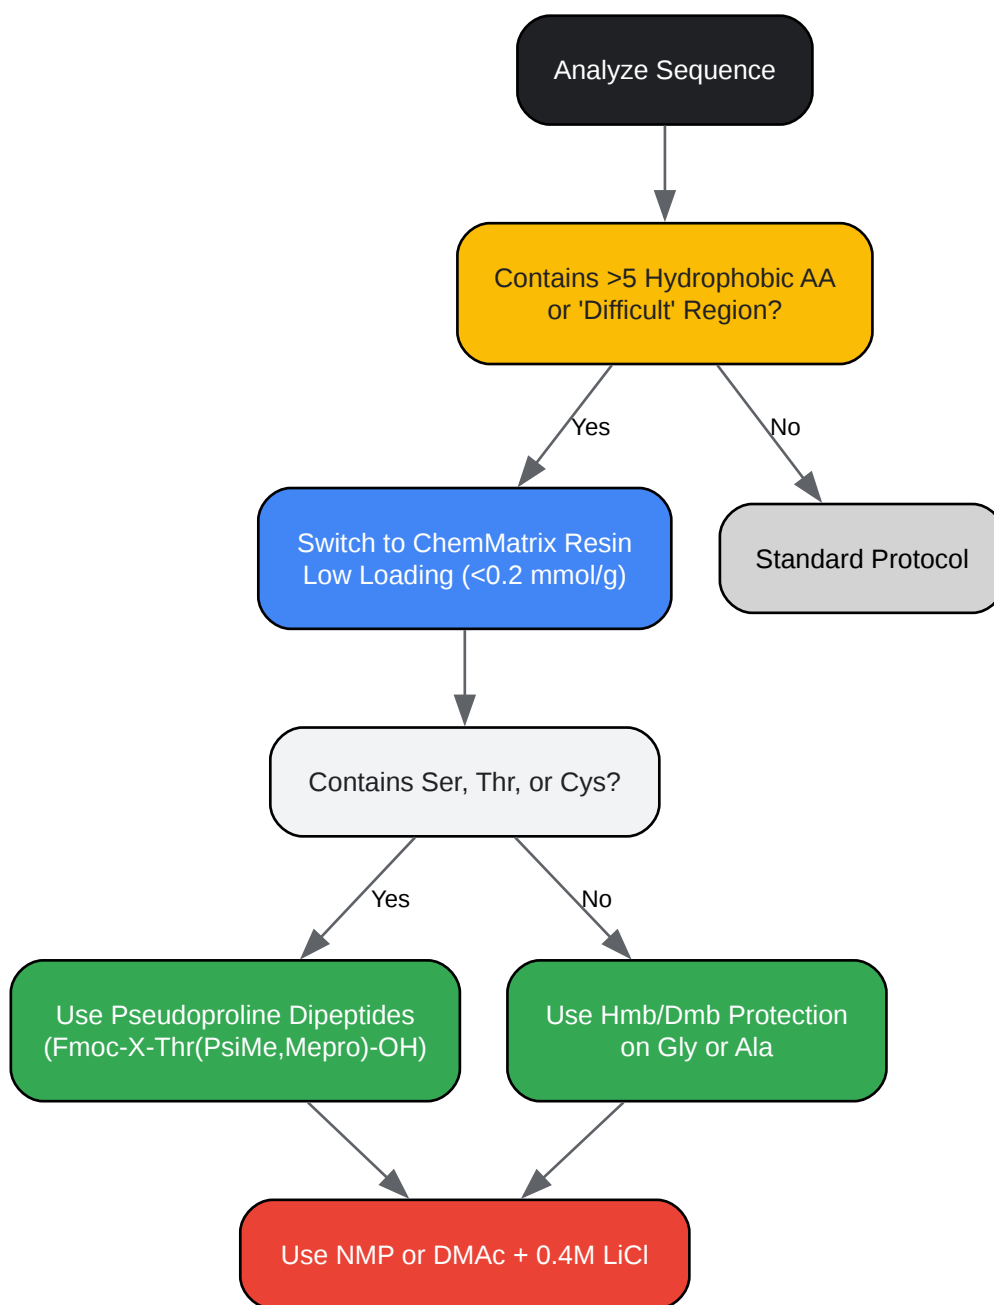 Analyze Sequence
Contains >5 Hydrophobic AA
or 'Difficult' Region?
Yes
No
Switch to ChemMatrix Resin
Low Loading (<0.2 mmol/g)
Standard Protocol
Contains Ser, Thr, or Cys?
Yes
No
Use Pseudoproline Dipeptides
(Fmoc-X-Thr(PsiMe,Mepro)-OH)
Use Hmb/Dmb Protection
on Gly or Ala
Use NMP or DMAc + 0.4M LiCl